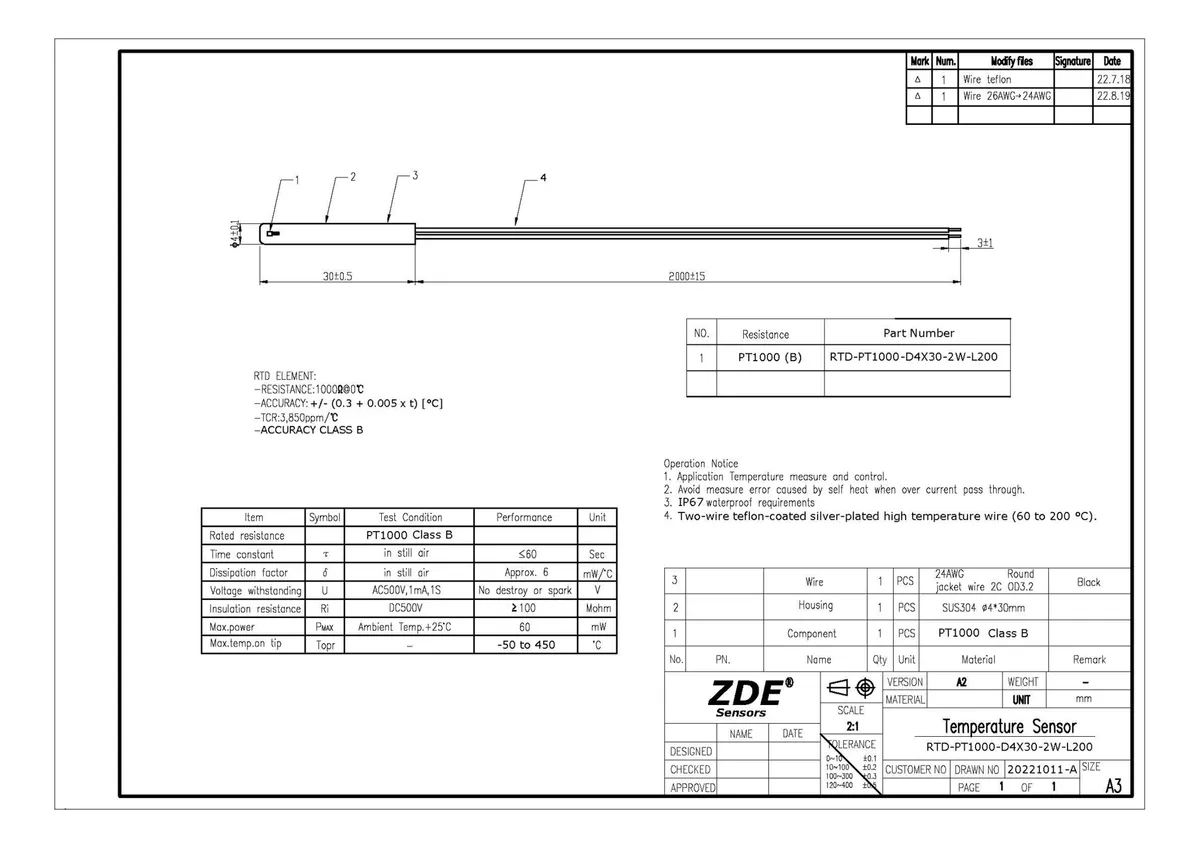 Mark Num. Modify files Signature Date
△ 1 Wire teflon 22.7.18
△ 1 Wire 26AWG→24AWG 22.8.19
1 2 3 4
ϕ4±0.1
3±1
30±0.5 2000±15
NO. Resistance Part Number
1 PT1000 (B) RTD-PT1000-D4X30-2W-L200
RTD ELEMENT:
–RESISTANCE:1000Ω@0℃
–ACCURACY: +/- (0.3 + 0.005 x t) [°C]
–TCR:3,850ppm/℃
–ACCURACY CLASS B
Operation Notice
1. Application Temperature measure and control.
2. Avoid measure error caused by self heat when over current pass through.
3. IP67 waterproof requirements
4. Two-wire teflon-coated silver-plated high temperature wire (60 to 200 °C).
Item Symbol Test Condition Performance Unit
Rated resistance PT1000 Class B
Time constant τ in still air ≤60 Sec
Dissipation factor δ in still air Approx. 6 mW/°C
Voltage withstanding U AC500V,1mA,1S No destroy or spark V
Insulation resistance Ri DC500V ≥100 Mohm
Max.power PMAX Ambient Temp.+25°C 60 mW
Max.temp.on tip Topr – -50 to 450 °C
3 Wire 1 PCS 24AWG Round
jacket wire 2C OD3.2 Black
2 Housing 1 PCS SUS304 ø4*30mm
1 Component 1 PCS PT1000 Class B
No. PN. Name Qty Unit Material Remark
ZDE®
Sensors
SCALE
2:1
VERSION A2 WEIGHT –
MATERIAL UNIT mm
NAME DATE
DESIGNED
CHECKED
APPROVED
TOLERANCE
0~10 ±0.1
10~100 ±0.2
100~300 ±0.3
120~400 ±0.5
Temperature Sensor
RTD-PT1000-D4X30-2W-L200
CUSTOMER NO DRAWN NO 20221011-A SIZE
PAGE 1 OF 1 A3